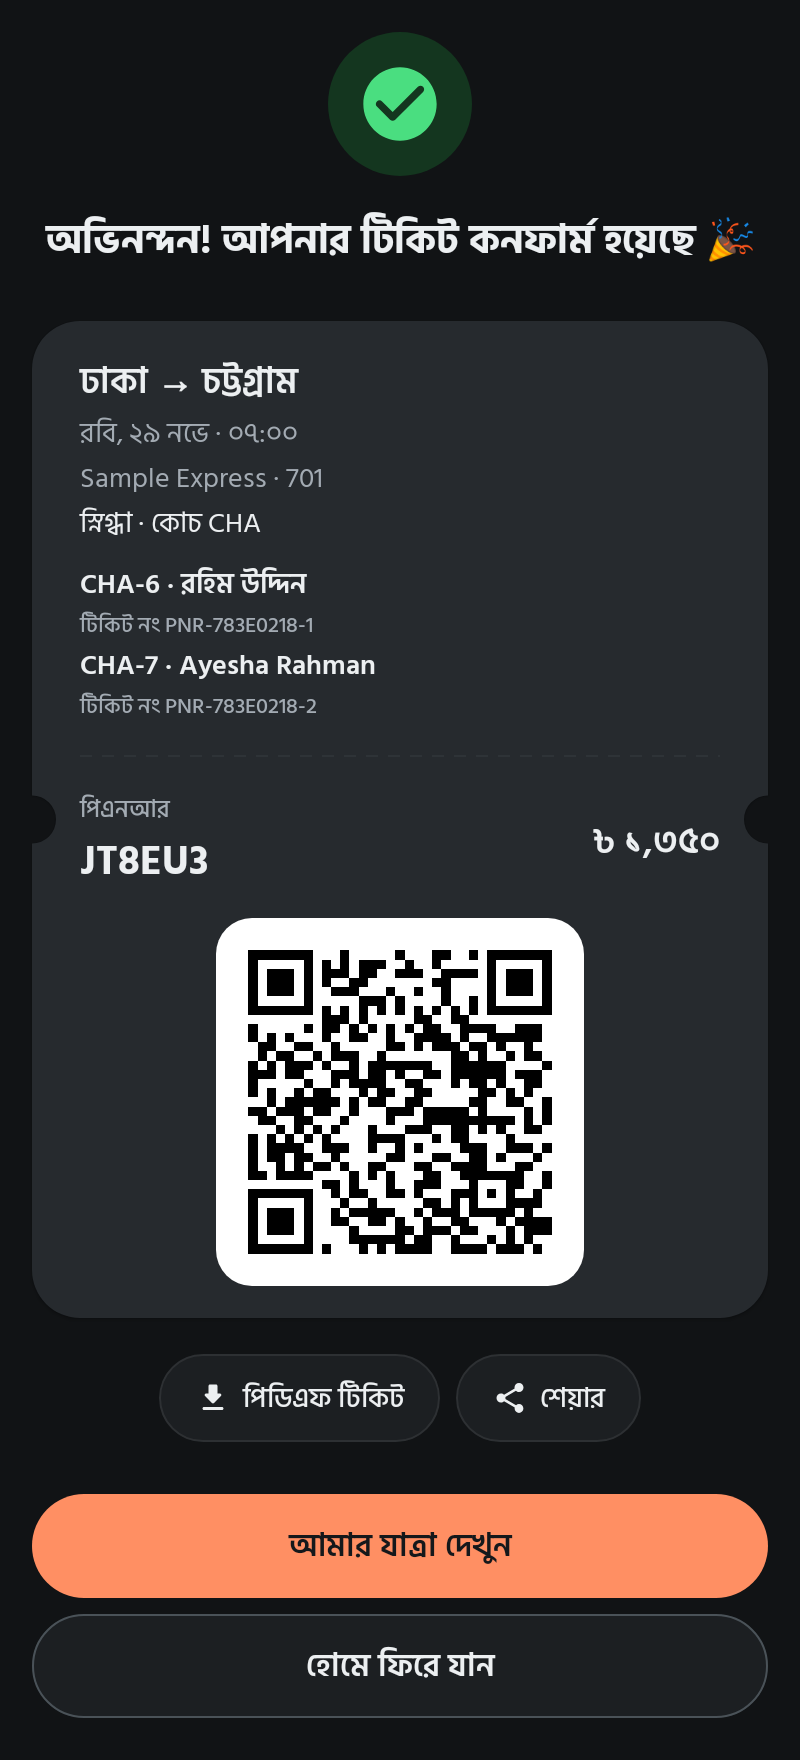 অভিনন্দন! আপনার টিকিট কনফার্ম হয়েছে 🎉
ঢাকা → চট্টগ্রাম
রবি, ২৯ নভে · ০৭:০০
Sample Express · 701
স্নিগ্ধা · কোচ CHA
CHA-6 · রহিম উদ্দিন
টিকিট নং PNR-783E0218-1
CHA-7 · Ayesha Rahman
টিকিট নং PNR-783E0218-2
পিএনআর
JT8EU3
৳ ১,৩৫০
পিডিএফ টিকিট
শেয়ার
আমার যাত্রা দেখুন
হোমে ফিরে যান